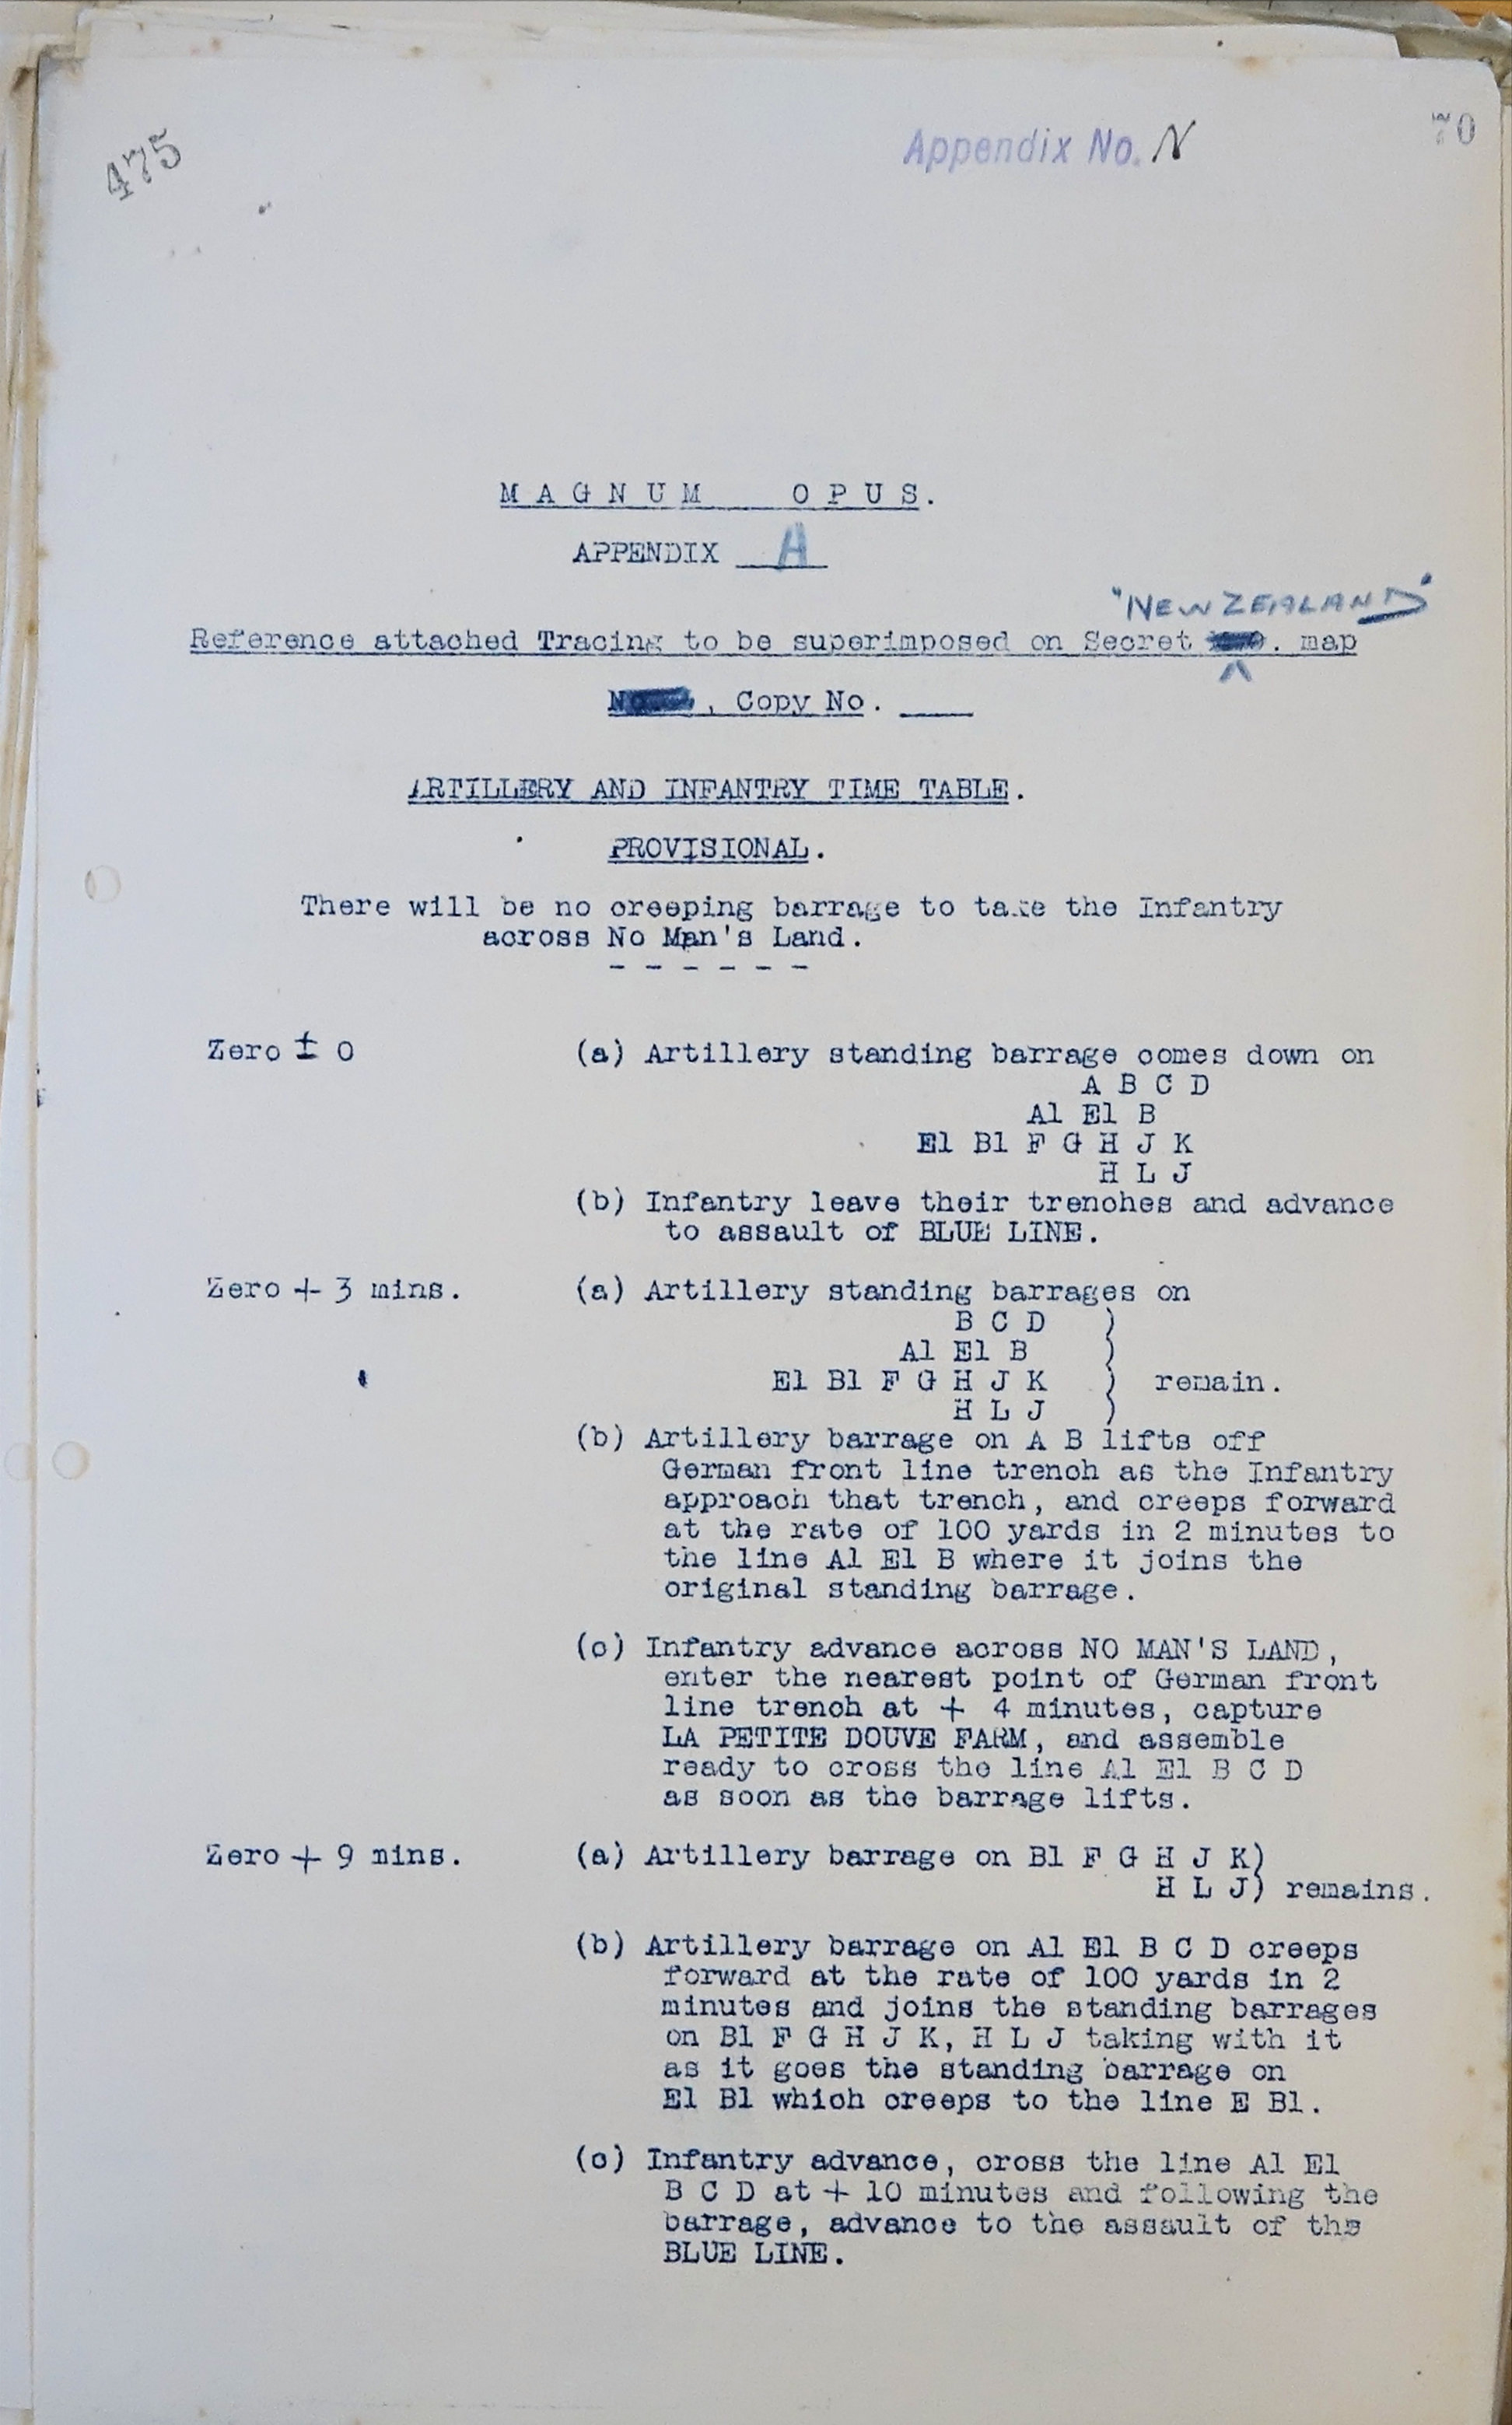 475
Appendix No. N
70
MAGNUM OPUS.
APPENDIX A
"NEW ZEALAND"
Reference attached Tracing to be superimposed on Secret . map
, Copy No. ____
ARTILLERY AND INFANTRY TIME TABLE.
PROVISIONAL.
There will be no creeping barrage to take the Infantry
across No Man's Land.
- - - - - -
Zero ± 0 (a) Artillery standing barrage comes down on
A B C D
Al El B
El Bl F G H J K
H L J
(b) Infantry leave their trenches and advance
to assault of BLUE LINE.
Zero + 3 mins. (a) Artillery standing barrages on
B C D )
Al El B )
El Bl F G H J K ) remain.
H L J )
(b) Artillery barrage on A B lifts off
German front line trench as the Infantry
approach that trench, and creeps forward
at the rate of 100 yards in 2 minutes to
the line Al El B where it joins the
original standing barrage.
(c) Infantry advance across NO MAN'S LAND,
enter the nearest point of German front
line trench at + 4 minutes, capture
LA PETITE DOUVE FARM, and assemble
ready to cross the line Al El B C D
as soon as the barrage lifts.
Zero + 9 mins. (a) Artillery barrage on Bl F G H J K)
H L J) remains.
(b) Artillery barrage on Al El B C D creeps
forward at the rate of 100 yards in 2
minutes and joins the standing barrages
on Bl F G H J K, H L J taking with it
as it goes the standing barrage on
El Bl which creeps to the line E Bl.
(c) Infantry advance, cross the line Al El
B C D at + 10 minutes and following the
barrage, advance to the assault of the
BLUE LINE.